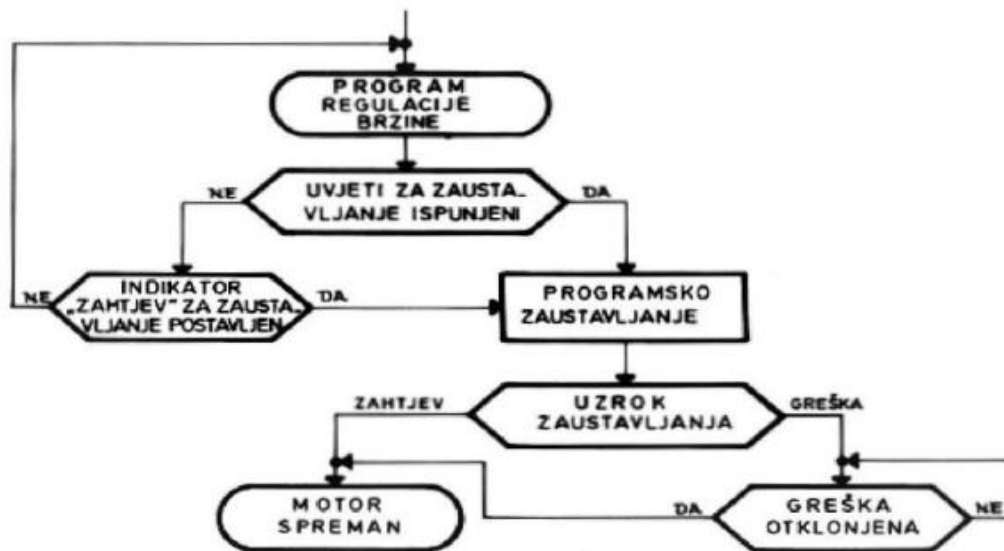 PROGRAM
REGULACIJE
BRZINE
NE
UVJETI ZA ZAUSTA_
VLJANJE ISPUNJENI
DA
NE
INDIKATOR
„ZAHTJEV" ZA ZAUSTA_
VLJANJE POSTAVLJEN
DA
PROGRAMSKO
ZAUSTAVLJANJE
ZAHTJEV
UZROK
ZAUSTAVLJANJA
GREŠKA
MOTOR
SPREMAN
DA
GREŠKA
OTKLONJENA
NE